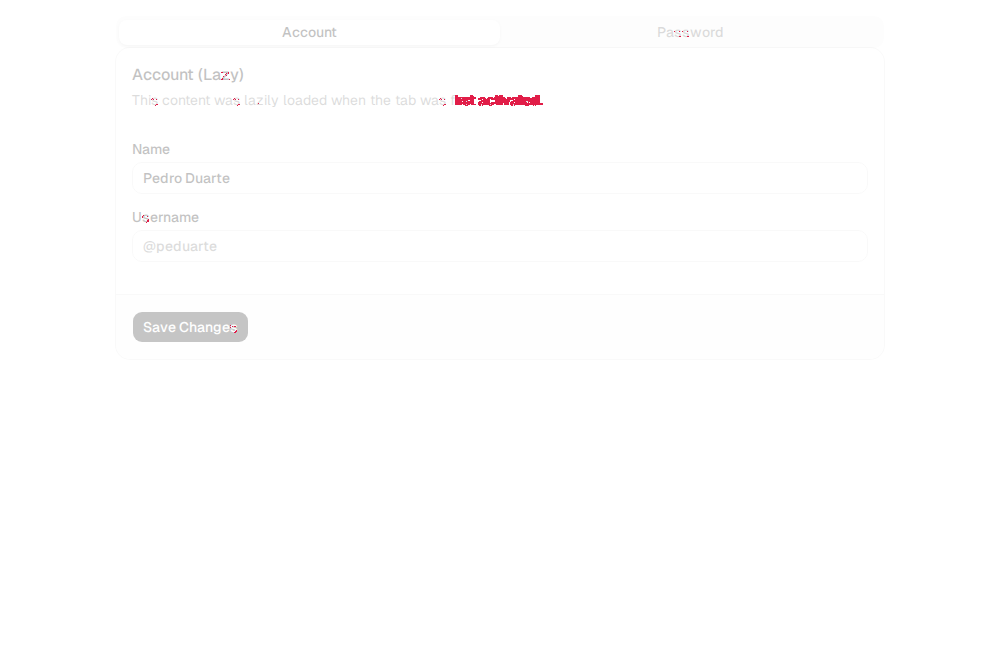 Account
Password
Account (Lazy)
This content was lazily loaded when the tab was activated.
Name
Pedro Duarte
Username
@peduarte
Save Changes